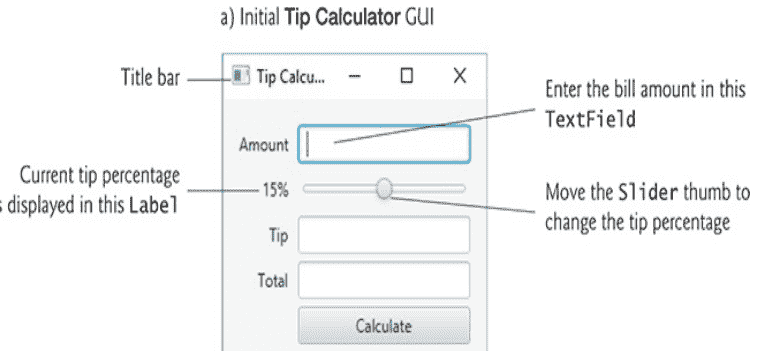 a) Initial Tip Calculator GUI
Title bar
Tip Calcu...
Enter the bill amount in this
TextField
Amount
Current tip percentage
s displayed in this Label
15%
Move the Slider thumb to
change the tip percentage
Tip
Total
Calculate